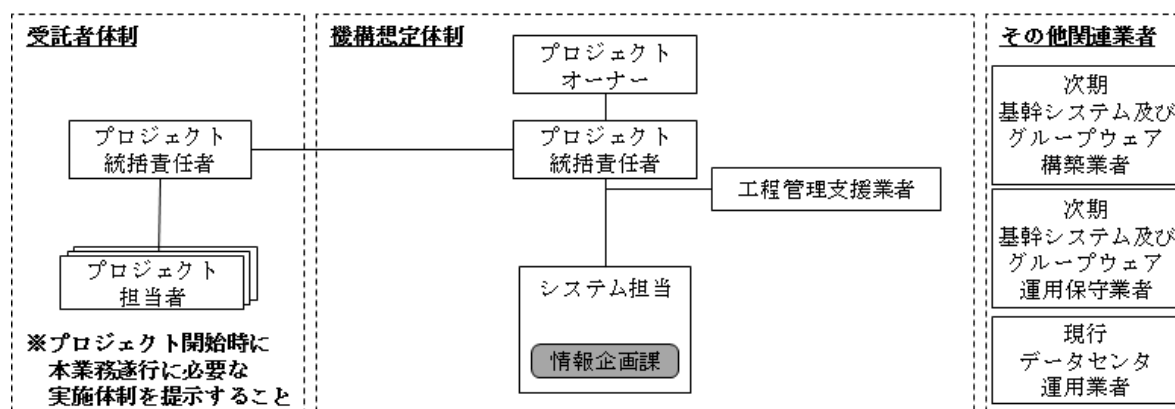 受託者体制
プロジェクト
統括責任者
プロジェクト
担当者
※プロジェクト開始時に
本業務遂行に必要な
実施体制を提示すること
機構想定体制
プロジェクト
オーナー
プロジェクト
統括責任者
工程管理支援業者
システム担当
情報企画課
その他関連業者
次期
基幹システム及び
グループウェア
構築業者
次期
基幹システム及び
グループウェア
運用保守業者
現行
データセンタ
運用業者